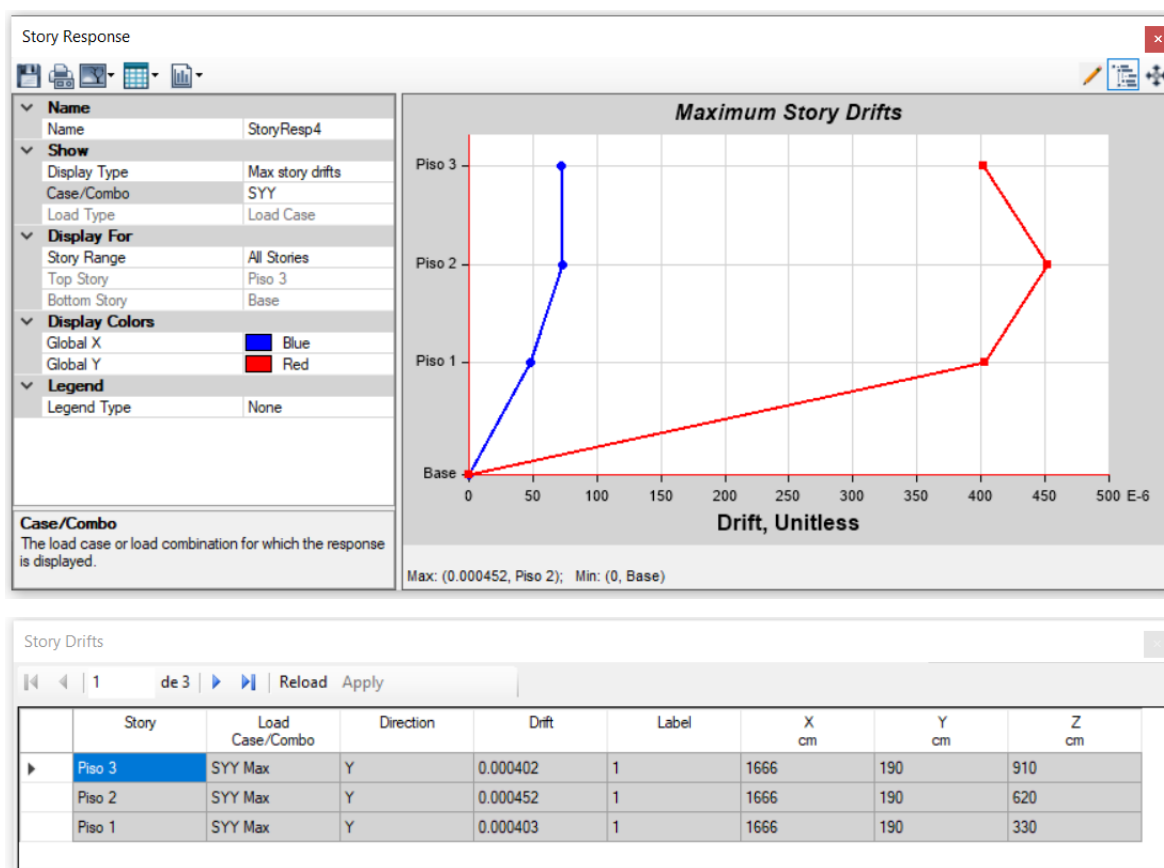 Story Response
Name
Name StoryResp4
Show
Display Type Max story drifts
Case/Combo SYY
Load Type Load Case
Display For
Story Range All Stories
Top Story Piso 3
Bottom Story Base
Display Colors
Global X Blue
Global Y Red
Legend
Legend Type None
Case/Combo
The load case or load combination for which the response
is displayed.
Maximum Story Drifts
Piso 3
Piso 2
Piso 1
Base
0 50 100 150 200 250 300 350 400 450 500 E-6
Drift, Unitless
Max: (0.000452, Piso 2); Min: (0, Base)
Story Drifts
1 de 3 Reload Apply
Story Load Direction Drift Label X Y Z
Case/Combo cm cm cm
Piso 3 SYY Max Y 0.000402 1 1666 190 910
Piso 2 SYY Max Y 0.000452 1 1666 190 620
Piso 1 SYY Max Y 0.000403 1 1666 190 330